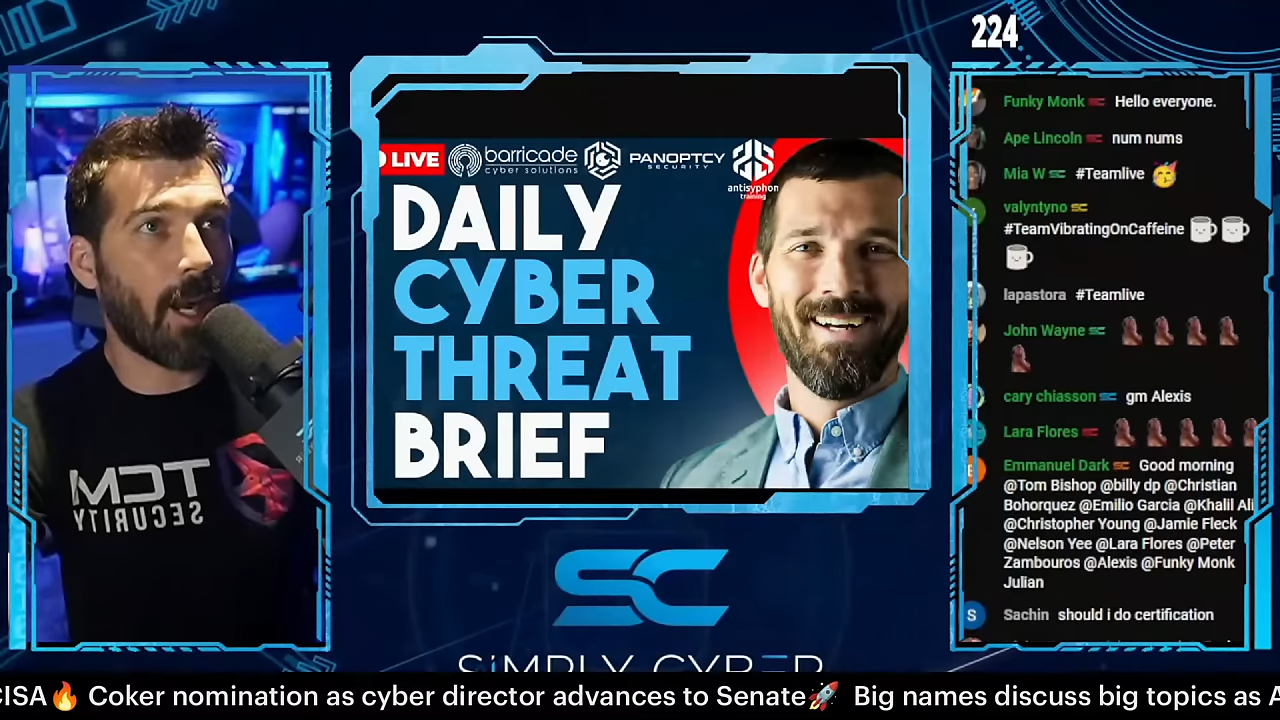 224
LIVE
barricade
cyber solutions
PANOPTCY
SECURITY
antisyphon
training
DAILY
CYBER
THREAT
BRIEF
TCM
SECURITY
SC
SIMPLY CYBER
Funky Monk Hello everyone.
Ape Lincoln num nums
Mia W #Teamlive 🥳
valyntyno
#TeamVibratingOnCaffeine
lapastora #Teamlive
John Wayne
cary chiasson gm Alexis
Lara Flores
Emmanuel Dark Good morning
@Tom Bishop @billy dp @Christian
Bohorquez @Emilio Garcia @Khalil Ali
@Christopher Young @Jamie Fleck
@Nelson Yee @Lara Flores @Peter
Zambouros @Alexis @Funky Monk
Julian
S Sachin should i do certification
CISA🔥 Coker nomination as cyber director advances to Senate🚀 Big names discuss big topics as A